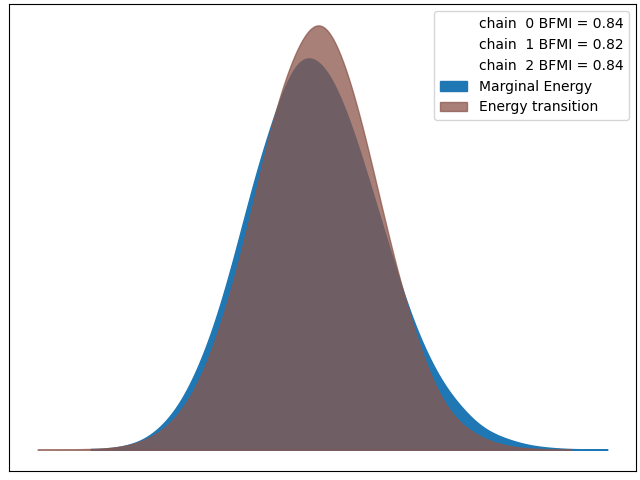 chain  0 BFMI = 0.84
chain  1 BFMI = 0.82
chain  2 BFMI = 0.84
Marginal Energy
Energy transition